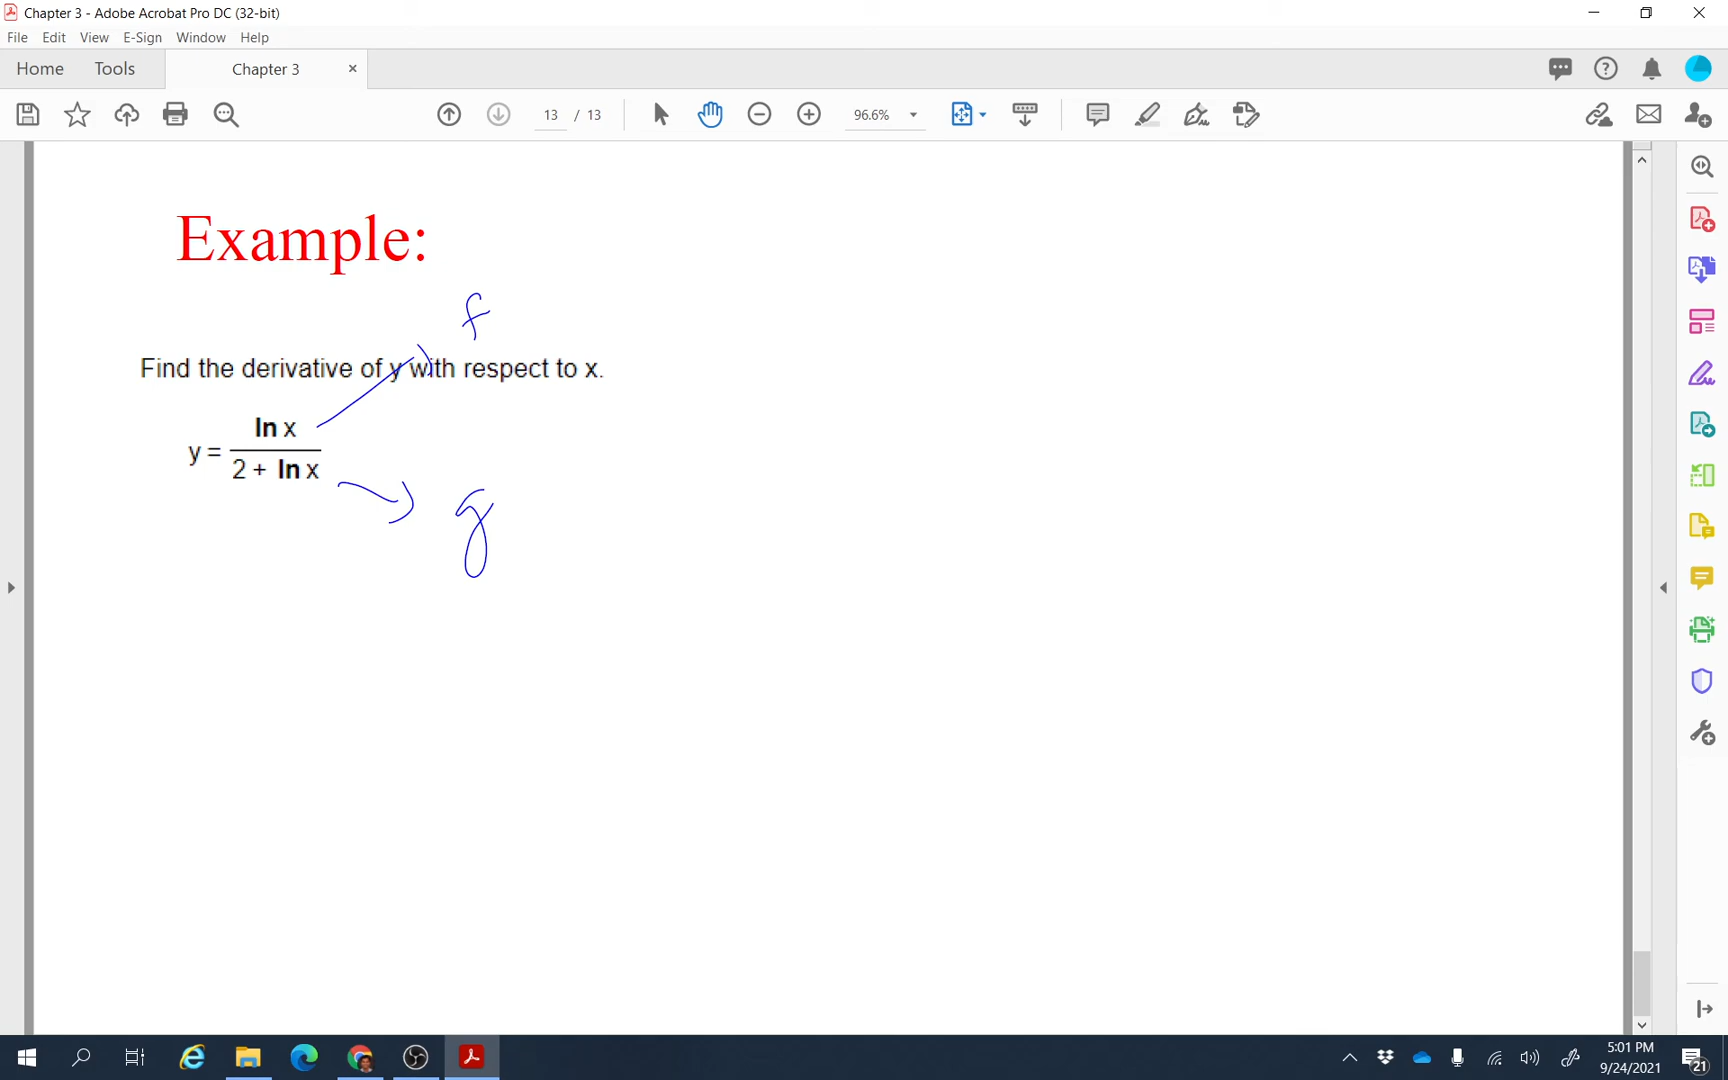 Chapter 3 - Adobe Acrobat Pro DC (32-bit)
File Edit View E-Sign Window Help
Home Tools Chapter 3
13 / 13 96.6%
Example:
f
Find the derivative of y with respect to x.
ln x
y =
2 + ln x
g
5:01 PM
9/24/2021
21